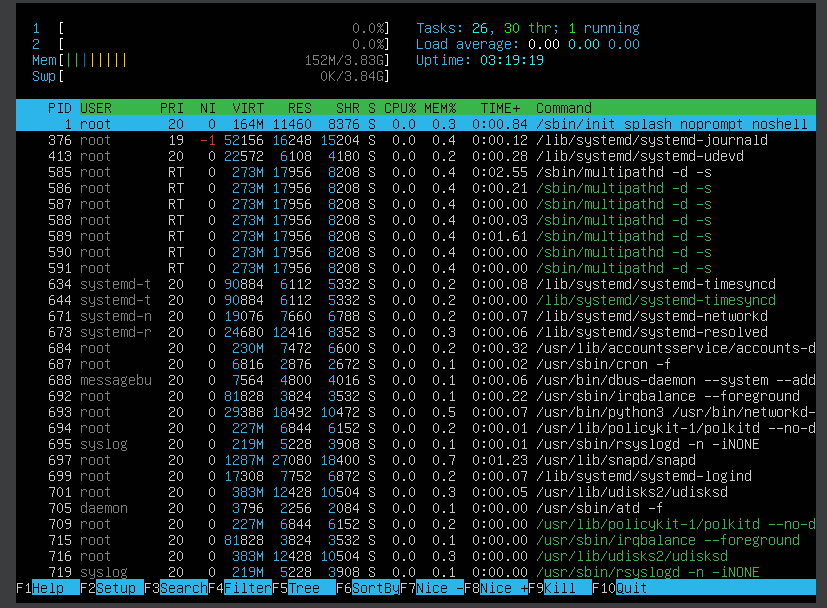 1 [ 0.0%] Tasks: 26, 30 thr; 1 running
2 [ 0.0%] Load average: 0.00 0.00 0.00
Mem[|||||||| 152M/3.83G] Uptime: 03:19:19
Swp[ 0K/3.84G]
PID USER PRI NI VIRT RES SHR S CPU% MEM% TIME+ Command
1 root 20 0 164M 11460 8376 S 0.0 0.3 0:00.84 /sbin/init splash noprompt noshell
376 root 19 -1 52156 16248 15204 S 0.0 0.4 0:00.12 /lib/systemd/systemd-journald
413 root 20 0 22572 6108 4180 S 0.0 0.2 0:00.28 /lib/systemd/systemd-udevd
585 root RT 0 273M 17956 8208 S 0.0 0.4 0:02.55 /sbin/multipathd -d -s
586 root RT 0 273M 17956 8208 S 0.0 0.4 0:00.21 /sbin/multipathd -d -s
587 root RT 0 273M 17956 8208 S 0.0 0.4 0:00.00 /sbin/multipathd -d -s
588 root RT 0 273M 17956 8208 S 0.0 0.4 0:00.03 /sbin/multipathd -d -s
589 root RT 0 273M 17956 8208 S 0.0 0.4 0:01.61 /sbin/multipathd -d -s
590 root RT 0 273M 17956 8208 S 0.0 0.4 0:00.00 /sbin/multipathd -d -s
591 root RT 0 273M 17956 8208 S 0.0 0.4 0:00.00 /sbin/multipathd -d -s
634 systemd-t 20 0 90884 6112 5332 S 0.0 0.2 0:00.08 /lib/systemd/systemd-timesyncd
644 systemd-t 20 0 90884 6112 5332 S 0.0 0.2 0:00.00 /lib/systemd/systemd-timesyncd
671 systemd-n 20 0 19076 7660 6788 S 0.0 0.2 0:00.07 /lib/systemd/systemd-networkd
673 systemd-r 20 0 24680 12416 8352 S 0.0 0.3 0:00.06 /lib/systemd/systemd-resolved
684 root 20 0 230M 7472 6600 S 0.0 0.2 0:00.32 /usr/lib/accountsservice/accounts-d
687 root 20 0 6816 2876 2672 S 0.0 0.1 0:00.02 /usr/sbin/cron -f
688 messagebu 20 0 7564 4800 4016 S 0.0 0.1 0:00.06 /usr/bin/dbus-daemon --system --add
692 root 20 0 81828 3824 3532 S 0.0 0.1 0:00.22 /usr/sbin/irqbalance --foreground
693 root 20 0 29388 18492 10472 S 0.0 0.5 0:00.07 /usr/bin/python3 /usr/bin/networkd-
694 root 20 0 227M 6844 6152 S 0.0 0.2 0:00.01 /usr/lib/policykit-1/polkitd --no-d
695 syslog 20 0 219M 5228 3908 S 0.0 0.1 0:00.01 /usr/sbin/rsyslogd -n -iNONE
697 root 20 0 1287M 27080 18400 S 0.0 0.7 0:01.23 /usr/lib/snapd/snapd
699 root 20 0 17308 7752 6872 S 0.0 0.2 0:00.07 /lib/systemd/systemd-logind
701 root 20 0 383M 12428 10504 S 0.0 0.3 0:00.05 /usr/lib/udisks2/udisksd
705 daemon 20 0 3796 2256 2084 S 0.0 0.1 0:00.00 /usr/sbin/atd -f
709 root 20 0 227M 6844 6152 S 0.0 0.2 0:00.00 /usr/lib/policykit-1/polkitd --no-d
715 root 20 0 81828 3824 3532 S 0.0 0.1 0:00.00 /usr/sbin/irqbalance --foreground
716 root 20 0 383M 12428 10504 S 0.0 0.3 0:00.00 /usr/lib/udisks2/udisksd
719 syslog 20 0 219M 5228 3908 S 0.0 0.1 0:00.00 /usr/sbin/rsyslogd -n -iNONE
F1Help F2Setup F3SearchF4FilterF5Tree F6SortByF7Nice -F8Nice +F9Kill F10Quit